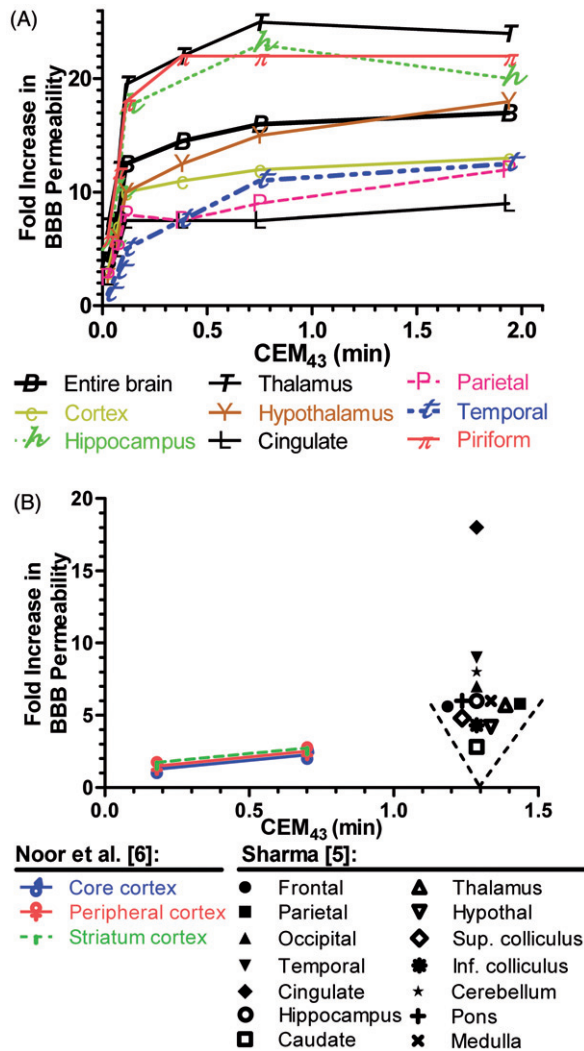 (A)
Fold Increase in
BBB Permeability
20
10
0
0.0
0.5
1.0
1.5
2.0
CEM43 (min)
B Entire brain
T Thalamus
P Parietal
c Cortex
Y Hypothalamus
t Temporal
h Hippocampus
L Cingulate
π Piriform
(B)
Fold Increase in
BBB Permeability
20
15
10
5
0
0.0
0.5
1.0
1.5
CEM43 (min)
Noor et al. [6]:
Sharma [5]:
Core cortex
Peripheral cortex
Striatum cortex
Frontal
Parietal
Occipital
Temporal
Cingulate
Hippocampus
Caudate
Thalamus
Hypothal
Sup. colliculus
Inf. colliculus
Cerebellum
Pons
Medulla